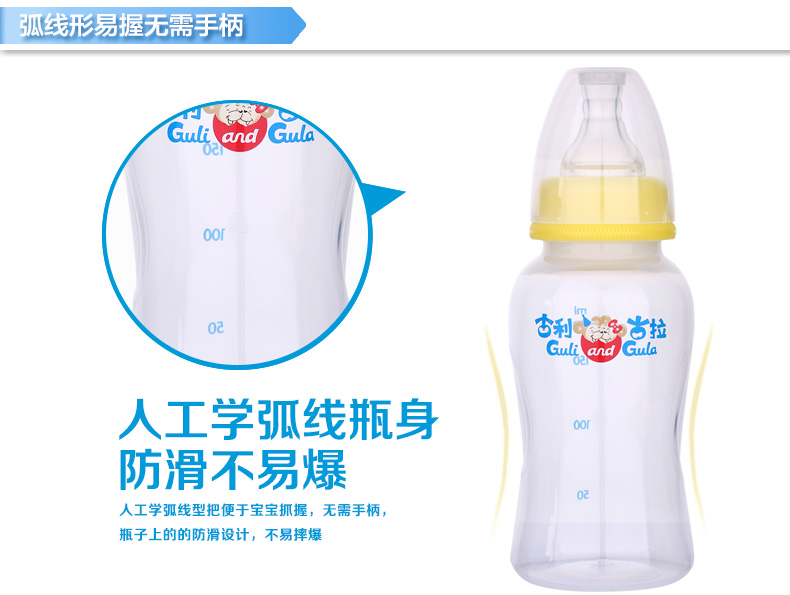 弧线形易握无需手柄
Guli and Gula
150
100
50
ml
杏利 古拉
Guli and Gula
150
100
50
人工学弧线瓶身
防滑不易爆
人工学弧线型把便于宝宝抓握，无需手柄，
瓶子上的的防滑设计，不易摔爆